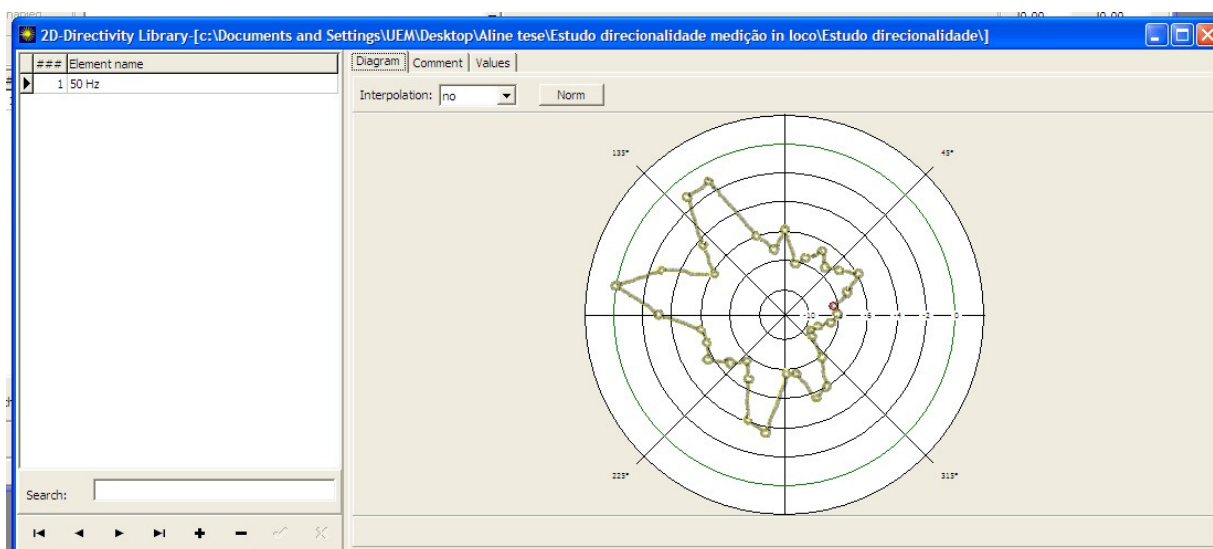 2D-Directivity Library-[c:\Documents and Settings\UEM\Desktop\Aline tese\Estudo direcionalidade medição in loco\Estudo direcionalidade\]
### Element name
1 50 Hz
Diagram Comment Values
Interpolation: no Norm
135° 45°
-10 -8 -6 -4 -2 0
225° 315°
Search: